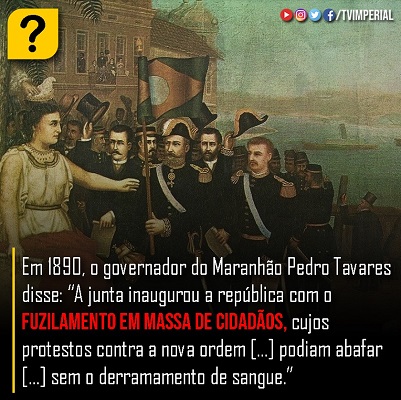 ?
/TVIMPERIAL
Em 1890, o governador do Maranhão Pedro Tavares
disse: “A junta inaugurou a república com o
FUZILAMENTO EM MASSA DE CIDADÃOS, cujos
protestos contra a nova ordem [...] podiam abafar
[...] sem o derramamento de sangue.”